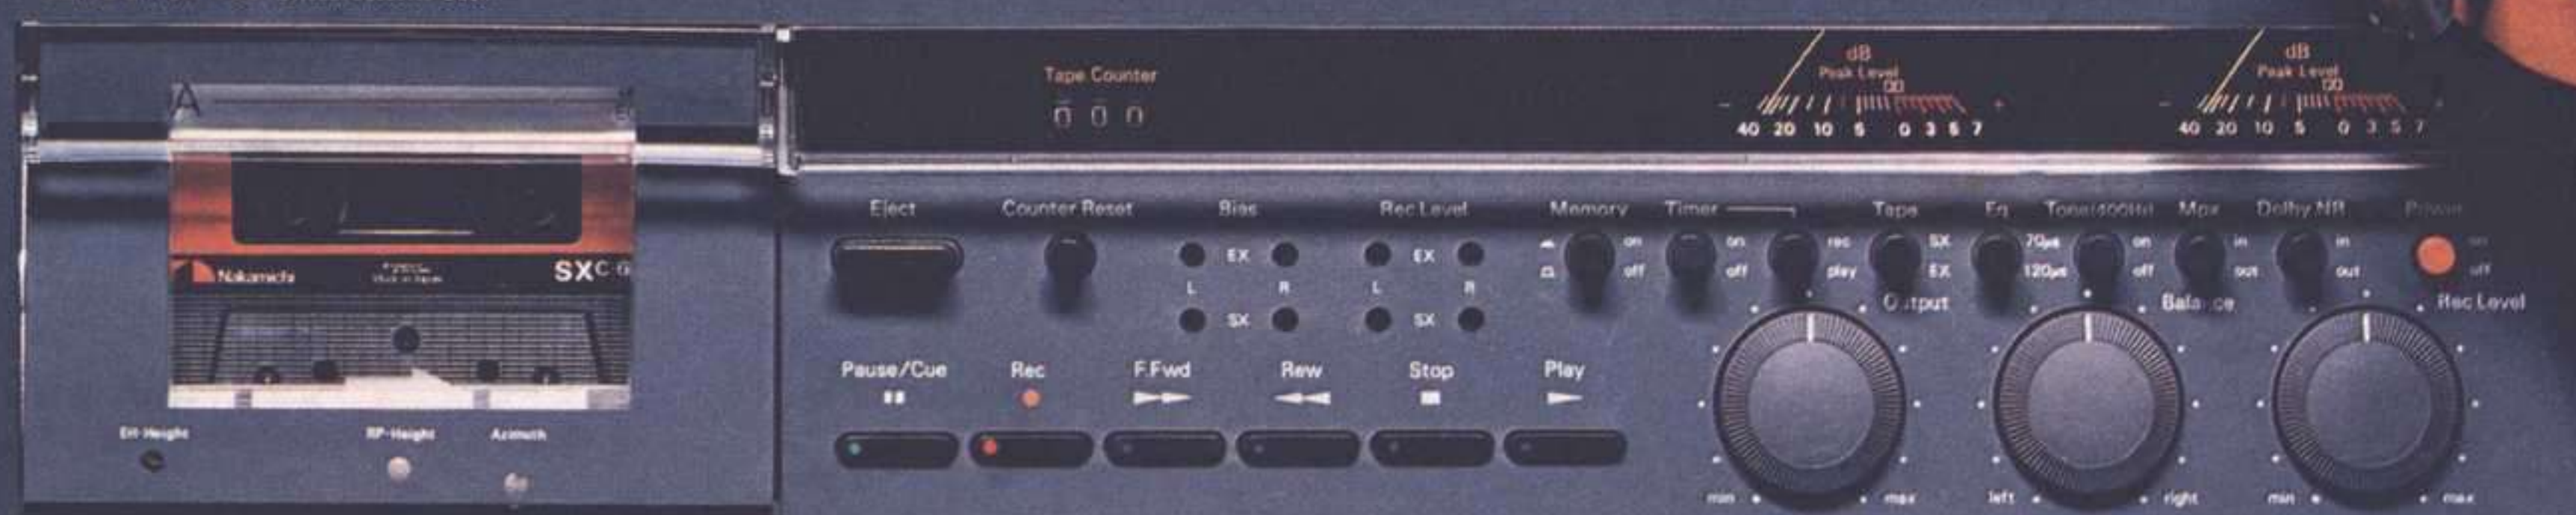 A
Nakamichi
SX C-6
EH-Height
RP-Height
Azimuth
Tape Counter
0 0 0
dB
Peak Level
- +
40 20 10 5 0 3 5 7
dB
Peak Level
- +
40 20 10 5 0 3 5 7
Eject
Counter Reset
Bias
Rec Level
Memory
Timer
Tape
Eq
Tone(400Hz)
Mpx
Dolby NR
Power
EX
L R
SX
EX
L R
SX
on
off
on
off
rec
play
SX
EX
70μs
120μs
on
off
in
out
in
out
on
off
Pause/Cue
Rec
F.Fwd
Rew
Stop
Play
Output
min max
Balance
left right
Rec Level
min max